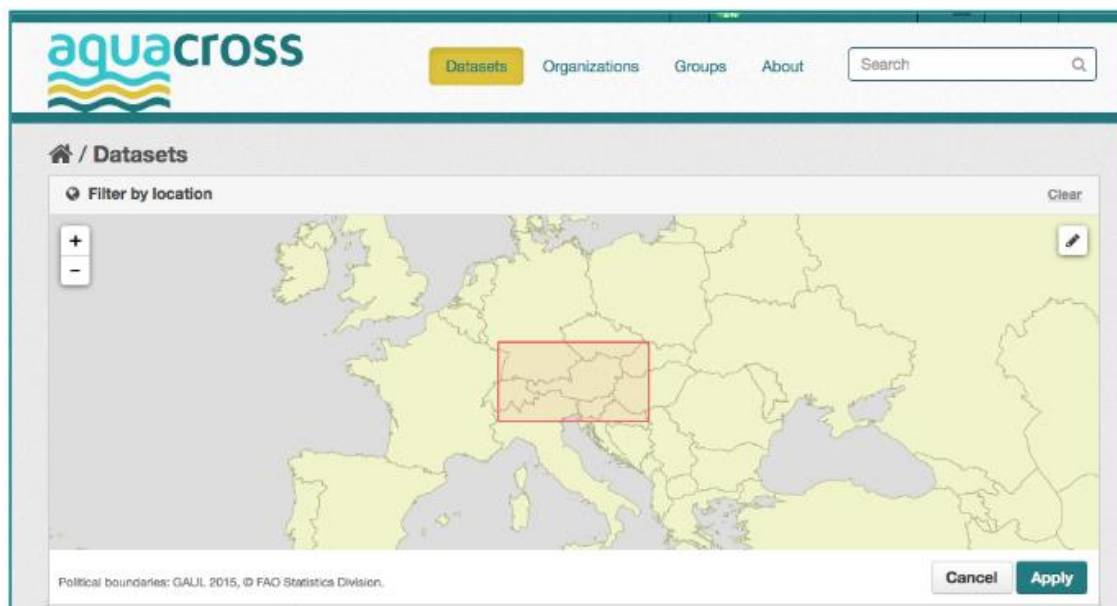 aquacross
Datasets Organizations Groups About Search
/ Datasets
Filter by location Clear
+
−
Political boundaries: GAUL 2015, © FAO Statistics Division.
Cancel Apply